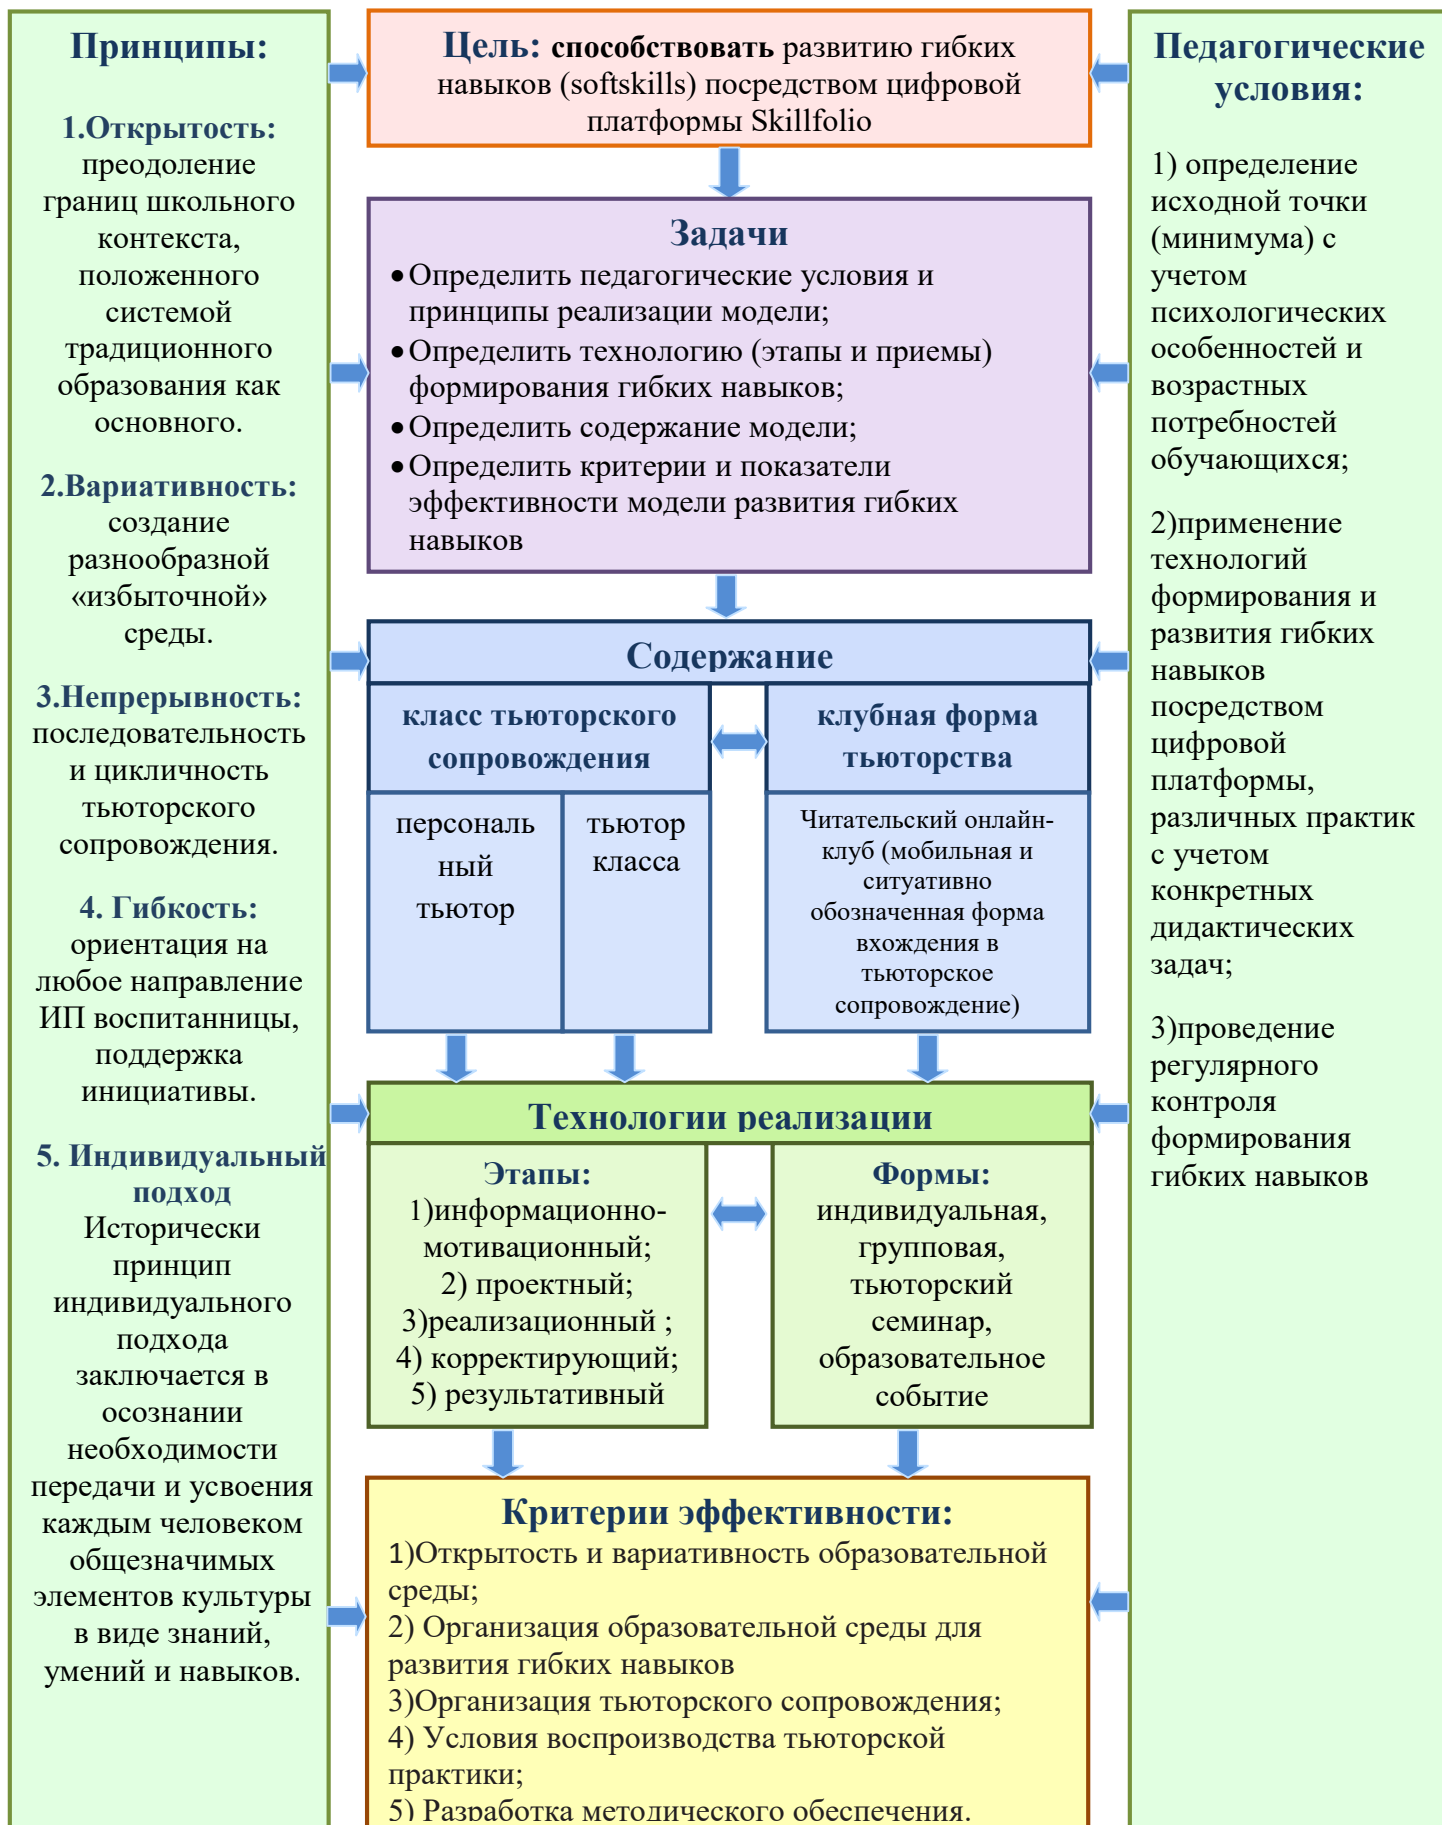 Принципы:
1.Открытость:
преодоление
границ школьного
контекста,
положенного
системой
традиционного
образования как
основного.
2.Вариативность:
создание
разнообразной
«избыточной»
среды.
3.Непрерывность:
последовательность
и цикличность
тьюторского
сопровождения.
4. Гибкость:
ориентация на
любое направление
ИП воспитанницы,
поддержка
инициативы.
5. Индивидуальный
подход
Исторически
принцип
индивидуального
подхода
заключается в
осознании
необходимости
передачи и усвоения
каждым человеком
общезначимых
элементов культуры
в виде знаний,
умений и навыков.
Цель: способствовать развитию гибких
навыков (softskills) посредством цифровой
платформы Skillfolio
Задачи
•Определить педагогические условия и
принципы реализации модели;
•Определить технологию (этапы и приемы)
формирования гибких навыков;
•Определить содержание модели;
•Определить критерии и показатели
эффективности модели развития гибких
навыков
Содержание
класс тьюторского
сопровождения
клубная форма
тьюторства
персональ
ный
тьютор
тьютор
класса
Читательский онлайн-
клуб (мобильная и
ситуативно
обозначенная форма
вхождения в
тьюторское
сопровождение)
Технологии реализации
Этапы:
1)информационно-
мотивационный;
2) проектный;
3)реализационный ;
4) корректирующий;
5) результативный
Формы:
индивидуальная,
групповая,
тьюторский
семинар,
образовательное
событие
Критерии эффективности:
1)Открытость и вариативность образовательной
среды;
2) Организация образовательной среды для
развития гибких навыков
3)Организация тьюторского сопровождения;
4) Условия воспроизводства тьюторской
практики;
5) Разработка методического обеспечения.
Педагогические
условия:
1) определение
исходной точки
(минимума) с
учетом
психологических
особенностей и
возрастных
потребностей
обучающихся;
2)применение
технологий
формирования и
развития гибких
навыков
посредством
цифровой
платформы,
различных практик
с учетом
конкретных
дидактических
задач;
3)проведение
регулярного
контроля
формирования
гибких навыков